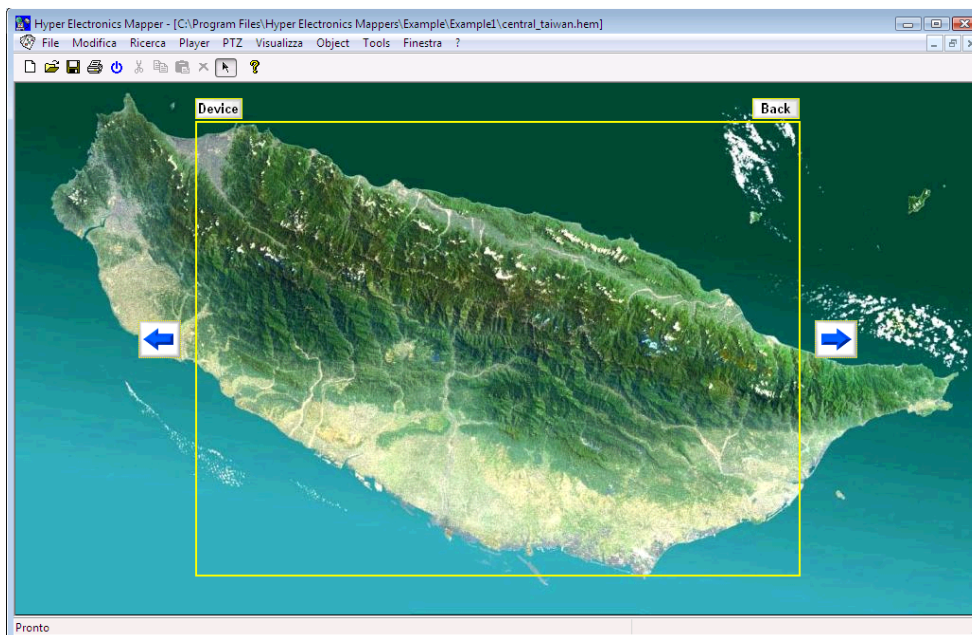 Hyper Electronics Mapper - [C:\Program Files\Hyper Electronics Mappers\Example\Example1\central_taiwan.hem]
File Modifica Ricerca Player PTZ Visualizza Object Tools Finestra ?
Device Back
Pronto